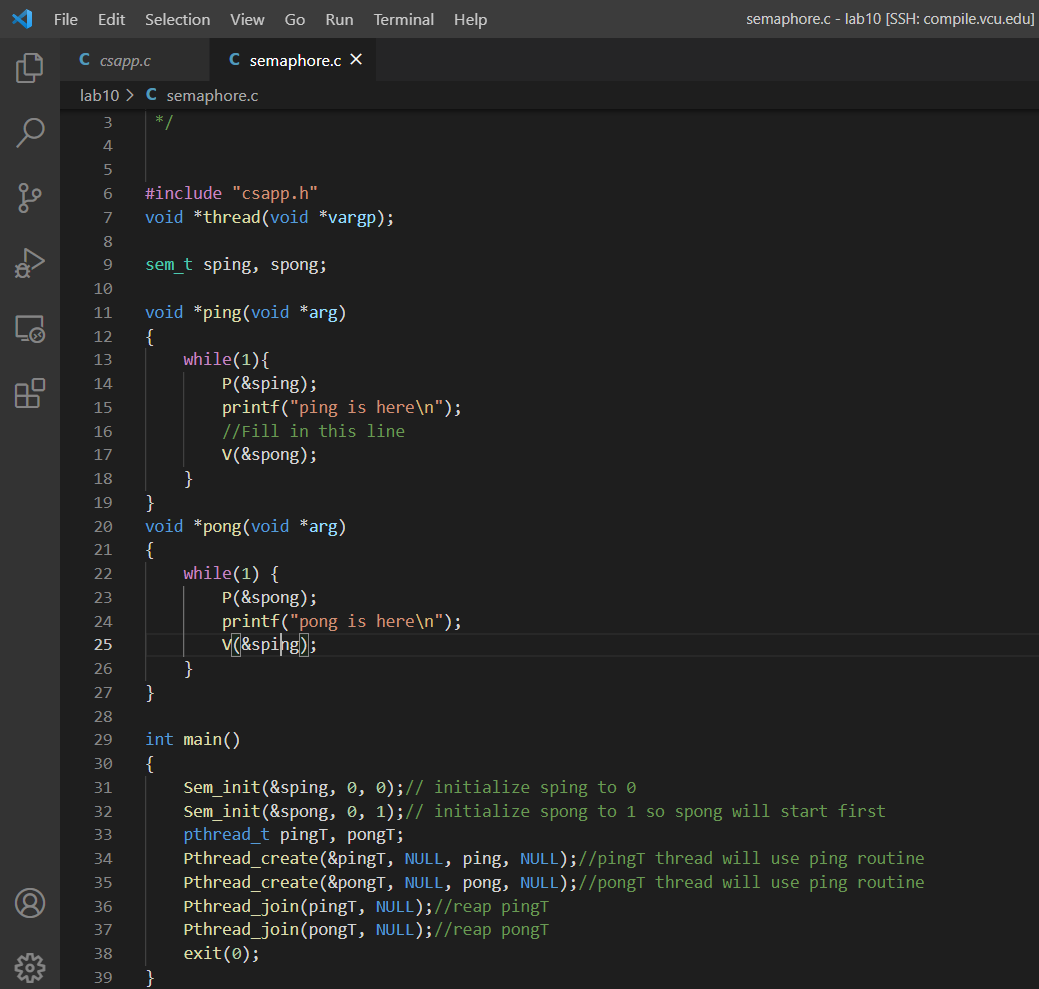 File Edit Selection View Go Run Terminal Help semaphore.c - lab10 [SSH: compile.vcu.edu]
C csapp.c C semaphore.c ×
lab10 > C semaphore.c
3 */
4
5
6 #include "csapp.h"
7 void *thread(void *vargp);
8
9 sem_t sping, spong;
10
11 void *ping(void *arg)
12 {
13 while(1){
14 P(&sping);
15 printf("ping is here\n");
16 //Fill in this line
17 V(&spong);
18 }
19 }
20 void *pong(void *arg)
21 {
22 while(1) {
23 P(&spong);
24 printf("pong is here\n");
25 V(&sping);
26 }
27 }
28
29 int main()
30 {
31 Sem_init(&sping, 0, 0);// initialize sping to 0
32 Sem_init(&spong, 0, 1);// initialize spong to 1 so spong will start first
33 pthread_t pingT, pongT;
34 Pthread_create(&pingT, NULL, ping, NULL);//pingT thread will use ping routine
35 Pthread_create(&pongT, NULL, pong, NULL);//pongT thread will use ping routine
36 Pthread_join(pingT, NULL);//reap pingT
37 Pthread_join(pongT, NULL);//reap pongT
38 exit(0);
39 }